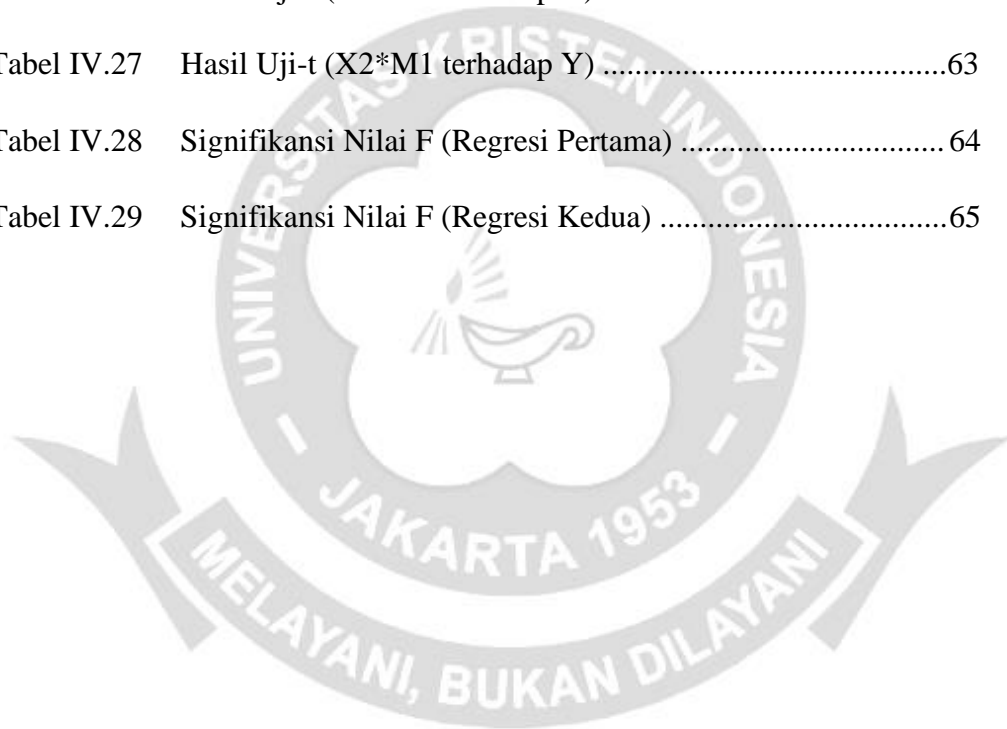 Tabel IV.27 Hasil Uji-t (X2*M1 terhadap Y) ............................................63
Tabel IV.28 Signifikansi Nilai F (Regresi Pertama) .................................64
Tabel IV.29 Signifikansi Nilai F (Regresi Kedua) ....................................65
UNIVERSITAS KRISTEN INDONESIA
- JAKARTA 1953 -
MELAYANI, BUKAN DILAYANI